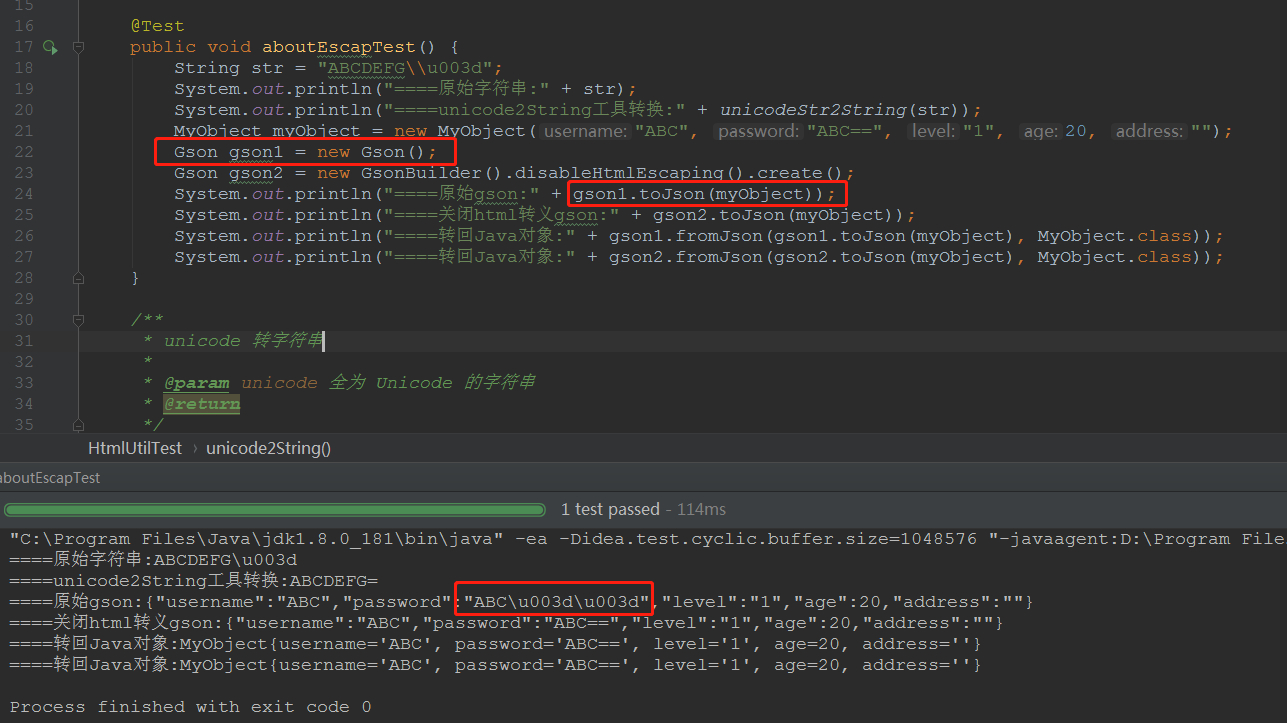 15
16 @Test
17 public void aboutEscapTest() {
18 String str = "ABCDEFG\\u003d";
19 System.out.println("====原始字符串:" + str);
20 System.out.println("====unicode2String工具转换:" + unicodeStr2String(str));
21 MyObject myObject = new MyObject( username: "ABC", password: "ABC==", level: "1", age: 20, address: "");
22 Gson gson1 = new Gson();
23 Gson gson2 = new GsonBuilder().disableHtmlEscaping().create();
24 System.out.println("====原始gson:" + gson1.toJson(myObject));
25 System.out.println("====关闭html转义gson:" + gson2.toJson(myObject));
26 System.out.println("====转回Java对象:" + gson1.fromJson(gson1.toJson(myObject), MyObject.class));
27 System.out.println("====转回Java对象:" + gson2.fromJson(gson2.toJson(myObject), MyObject.class));
28 }
29
30 /**
31 * unicode 转字符串
32 *
33 * @param unicode 全为 Unicode 的字符串
34 * @return
35 */
HtmlUtilTest › unicode2String()
aboutEscapTest
1 test passed - 114ms
"C:\Program Files\Java\jdk1.8.0_181\bin\java" -ea -Didea.test.cyclic.buffer.size=1048576 "-javaagent:D:\Program File
====原始字符串:ABCDEFG\u003d
====unicode2String工具转换:ABCDEFG=
====原始gson:{"username":"ABC","password":"ABC\u003d\u003d","level":"1","age":20,"address":""}
====关闭html转义gson:{"username":"ABC","password":"ABC==","level":"1","age":20,"address":""}
====转回Java对象:MyObject{username='ABC', password='ABC==', level='1', age=20, address=''}
====转回Java对象:MyObject{username='ABC', password='ABC==', level='1', age=20, address=''}
Process finished with exit code 0